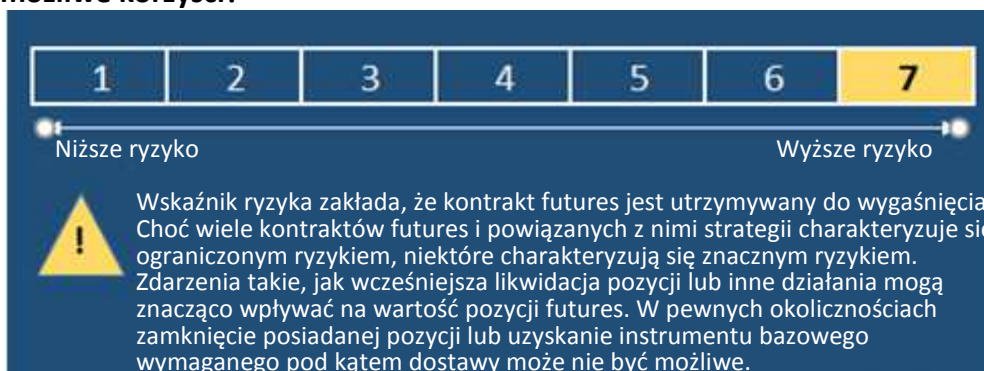 możliwe korzyści?
1 2 3 4 5 6 7
Niższe ryzyko Wyższe ryzyko
Wskaźnik ryzyka zakłada, że kontrakt futures jest utrzymywany do wygaśnięcia
! Choć wiele kontraktów futures i powiązanych z nimi strategii charakteryzuje się
ograniczonym ryzykiem, niektóre charakteryzują się znacznym ryzykiem.
Zdarzenia takie, jak wcześniejsza likwidacja pozycji lub inne działania mogą
znacząco wpływać na wartość pozycji futures. W pewnych okolicznościach
zamknięcie posiadanej pozycji lub uzyskanie instrumentu bazowego
wymaganego pod kątem dostawy może nie być możliwe.